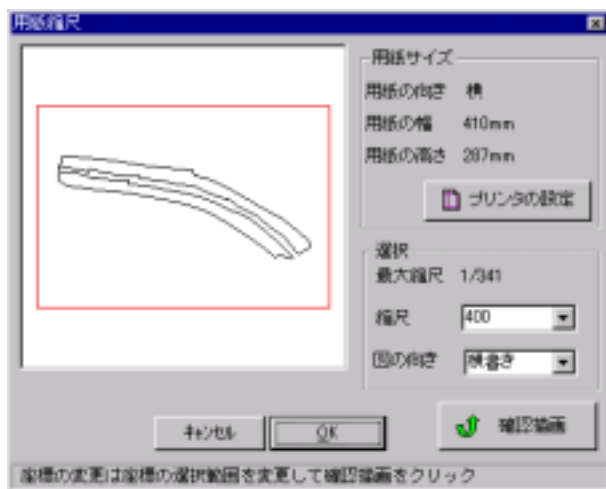 用紙縮尺
用紙サイズ
用紙の向き 横
用紙の幅 410mm
用紙の高さ 287mm
プリンタの設定
選択
最大縮尺 1/341
縮尺 400
図の向き 横書き
キャンセル OK 確認描画
座標の変更は座標の選択範囲を変更して確認描画をクリック